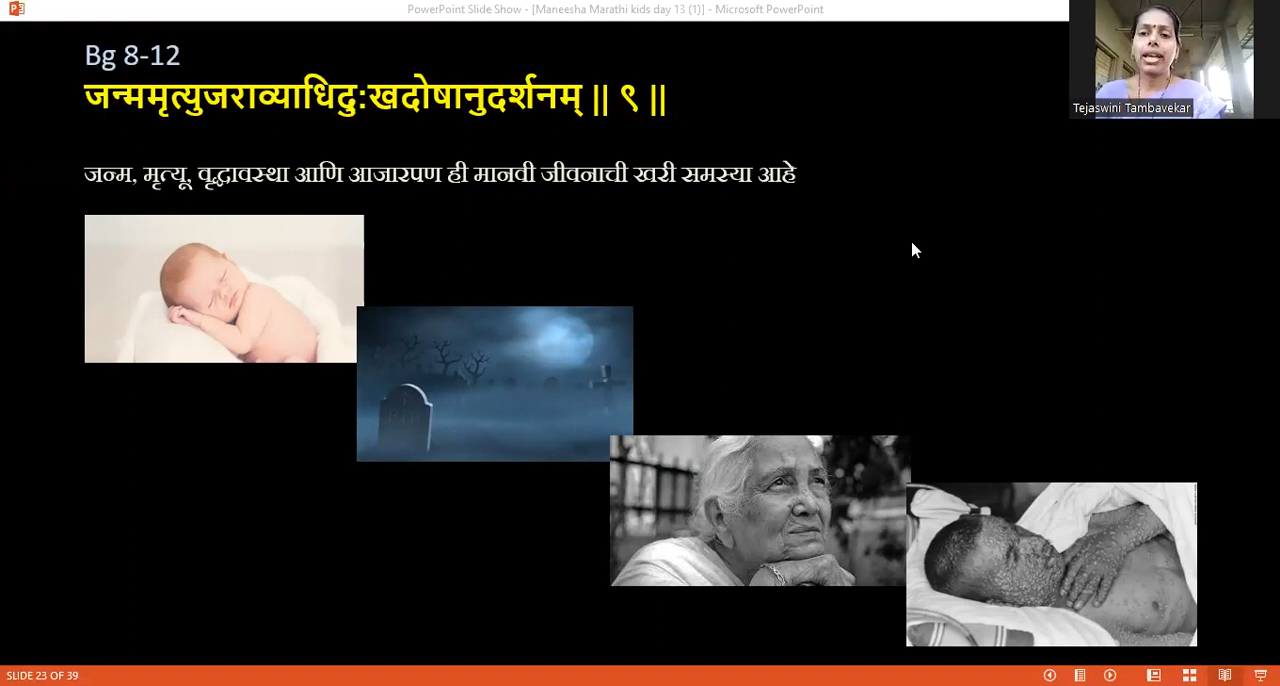 PowerPoint Slide Show - [Maneesha Marathi kids day 13 (1)] - Microsoft PowerPoint
Bg 8-12
जन्ममृत्युजराव्याधिदुःखदोषानुदर्शनम् || ९ ||
Tejaswini Tambavekar
जन्म, मृत्यू, वृद्धावस्था आणि आजारपण ही मानवी जीवनाची खरी समस्या आहे
RIP
SLIDE 23 OF 39